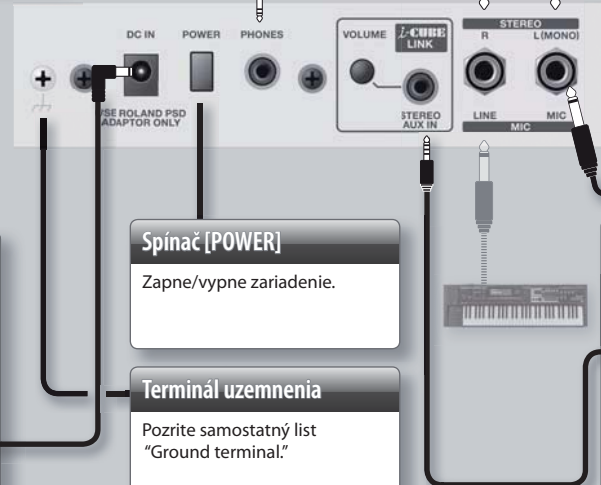 STEREO
DC IN
POWER
PHONES
VOLUME
i-CUBE
LINK
R
L(MONO)
USE ROLAND PSD
ADAPTOR ONLY
STEREO
AUX IN
LINE
MIC
MIC
Spínač [POWER]
Zapne/vypne zariadenie.
Terminál uzemnenia
Pozrite samostatný list
“Ground terminal.”